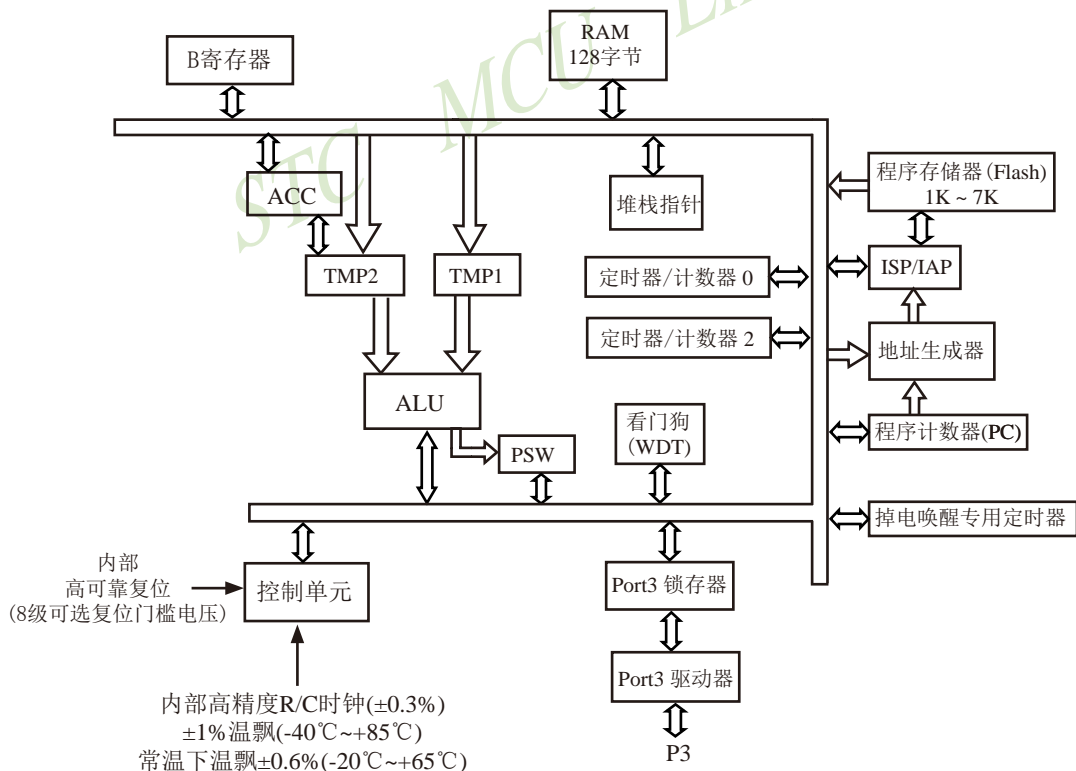 RAM
128字节
B寄存器
STC MCU
程序存储器(Flash)
1K ~ 7K
ACC
堆栈指针
TMP2
TMP1
定时器/计数器 0
ISP/IAP
定时器/计数器 2
地址生成器
ALU
看门狗
(WDT)
程序计数器(PC)
PSW
掉电唤醒专用定时器
内部
高可靠复位
(8级可选复位门槛电压)
控制单元
Port3 锁存器
Port3 驱动器
内部高精度R/C时钟(±0.3%)
±1%温飘(-40℃~+85℃)
常温下温飘±0.6%(-20℃~+65℃)
P3